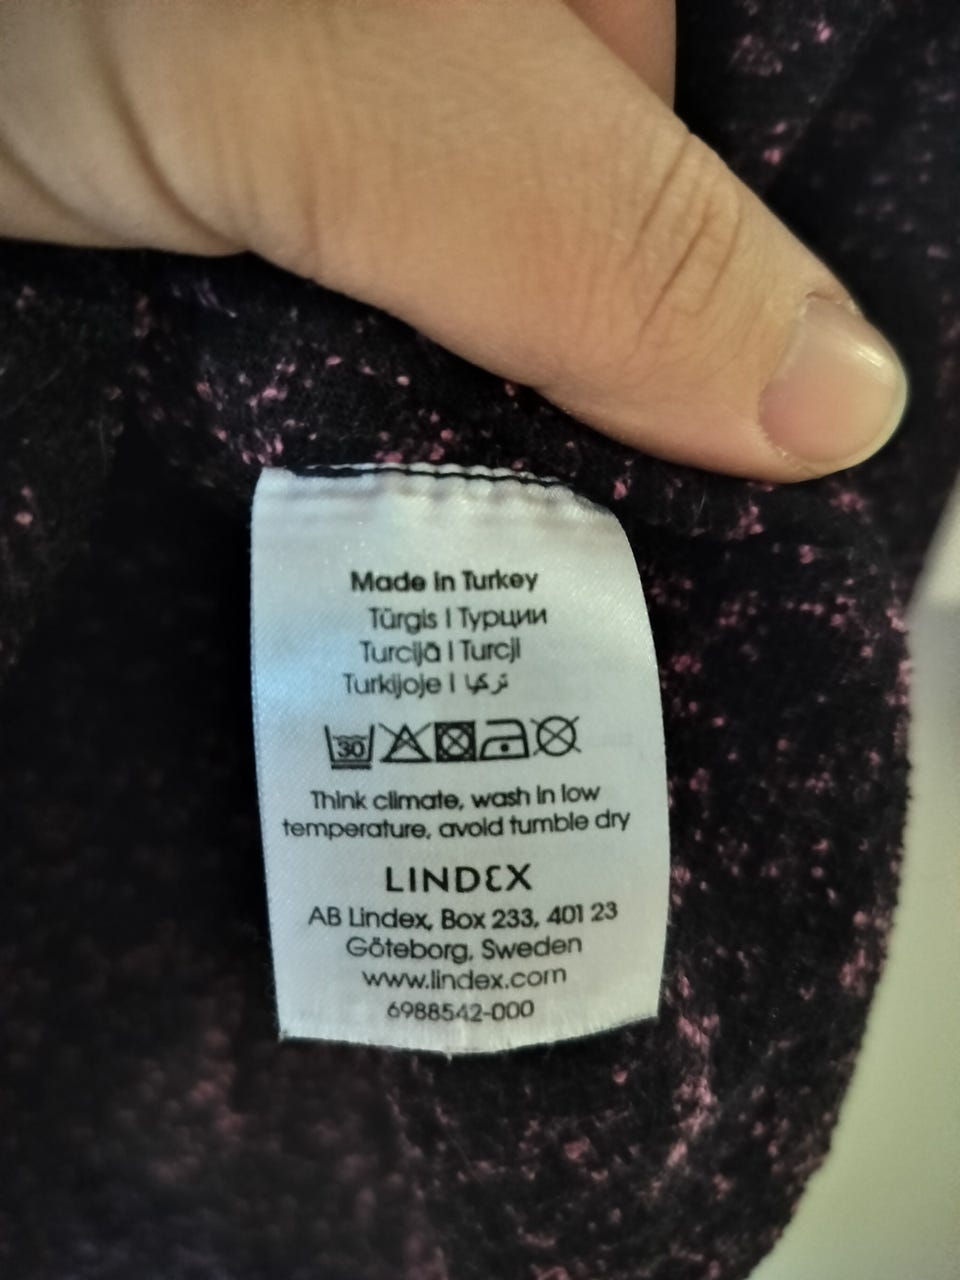 Made in Turkey
Türgis | Турции
Turcijā | Turcji
Turkijoje | تركيا
30
Think climate, wash in low
temperature, avoid tumble dry
LINDEX
AB Lindex, Box 233, 401 23
Göteborg, Sweden
www.lindex.com
6988542-000